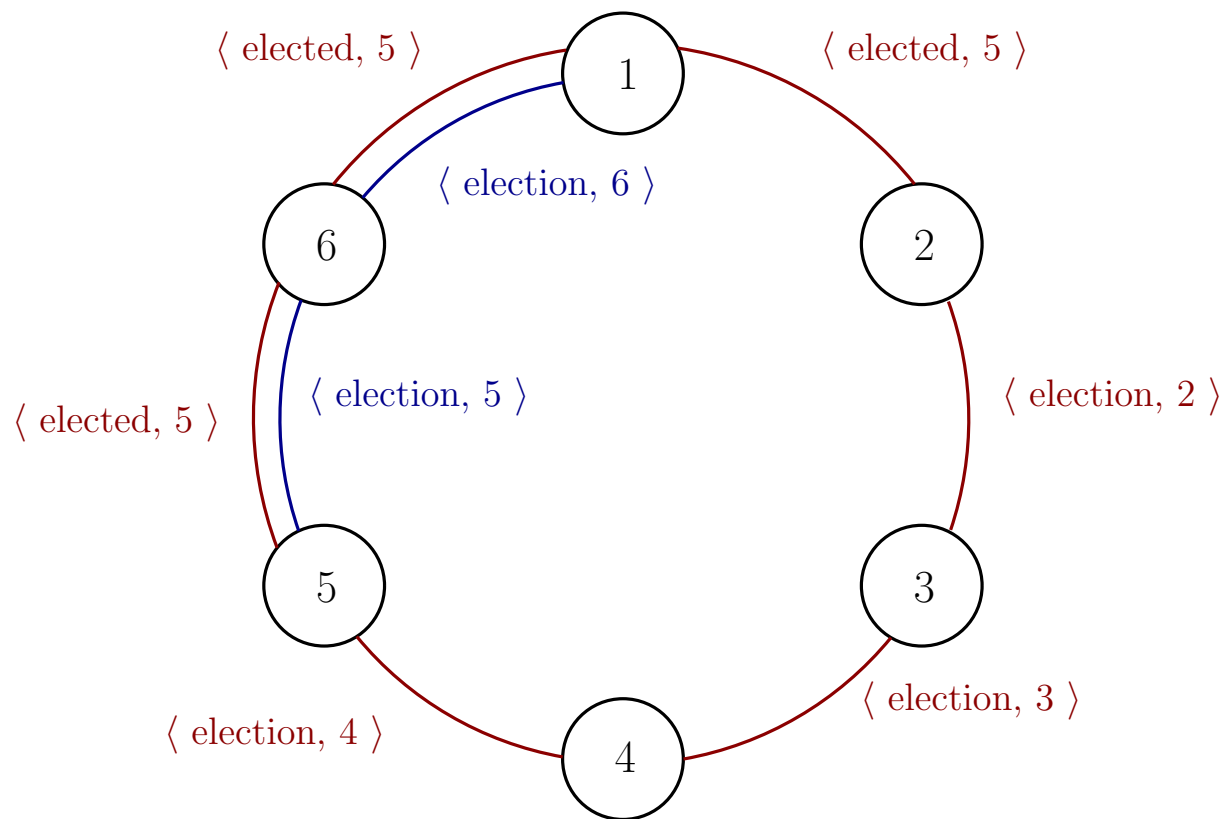 ⟨ elected, 5 ⟩
⟨ elected, 5 ⟩
1
⟨ election, 6 ⟩
6
2
⟨ election, 5 ⟩
⟨ election, 2 ⟩
⟨ elected, 5 ⟩
5
3
⟨ election, 3 ⟩
⟨ election, 4 ⟩
4